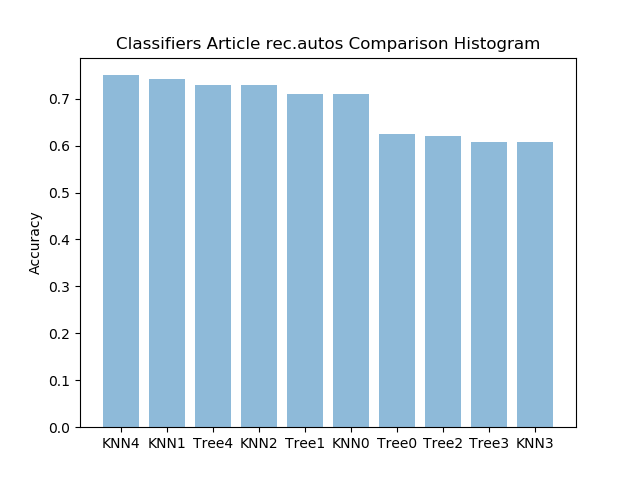 Classifiers Article rec.autos Comparison Histogram
Accuracy
0.7
0.6
0.5
0.4
0.3
0.2
0.1
0.0
KNN4 KNN1 Tree4 KNN2 Tree1 KNN0 Tree0 Tree2 Tree3 KNN3